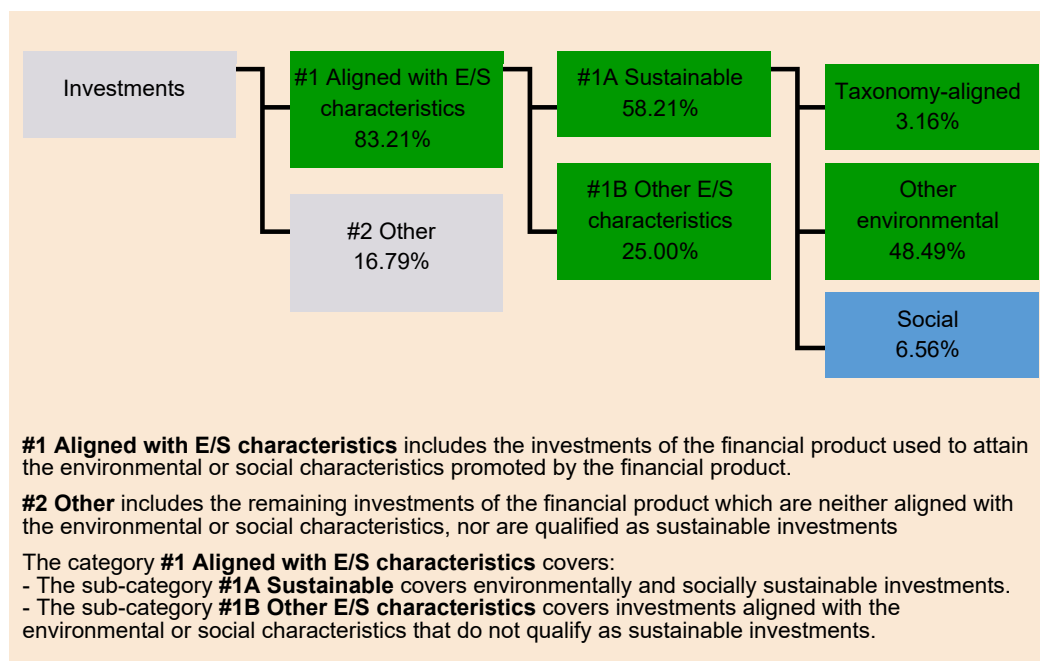 Investments
#1 Aligned with E/S
characteristics
83.21%
#2 Other
16.79%
#1A Sustainable
58.21%
#1B Other E/S
characteristics
25.00%
Taxonomy-aligned
3.16%
Other
environmental
48.49%
Social
6.56%
#1 Aligned with E/S characteristics includes the investments of the financial product used to attain
the environmental or social characteristics promoted by the financial product.
#2 Other includes the remaining investments of the financial product which are neither aligned with
the environmental or social characteristics, nor are qualified as sustainable investments
The category #1 Aligned with E/S characteristics covers:
- The sub-category #1A Sustainable covers environmentally and socially sustainable investments.
- The sub-category #1B Other E/S characteristics covers investments aligned with the
environmental or social characteristics that do not qualify as sustainable investments.